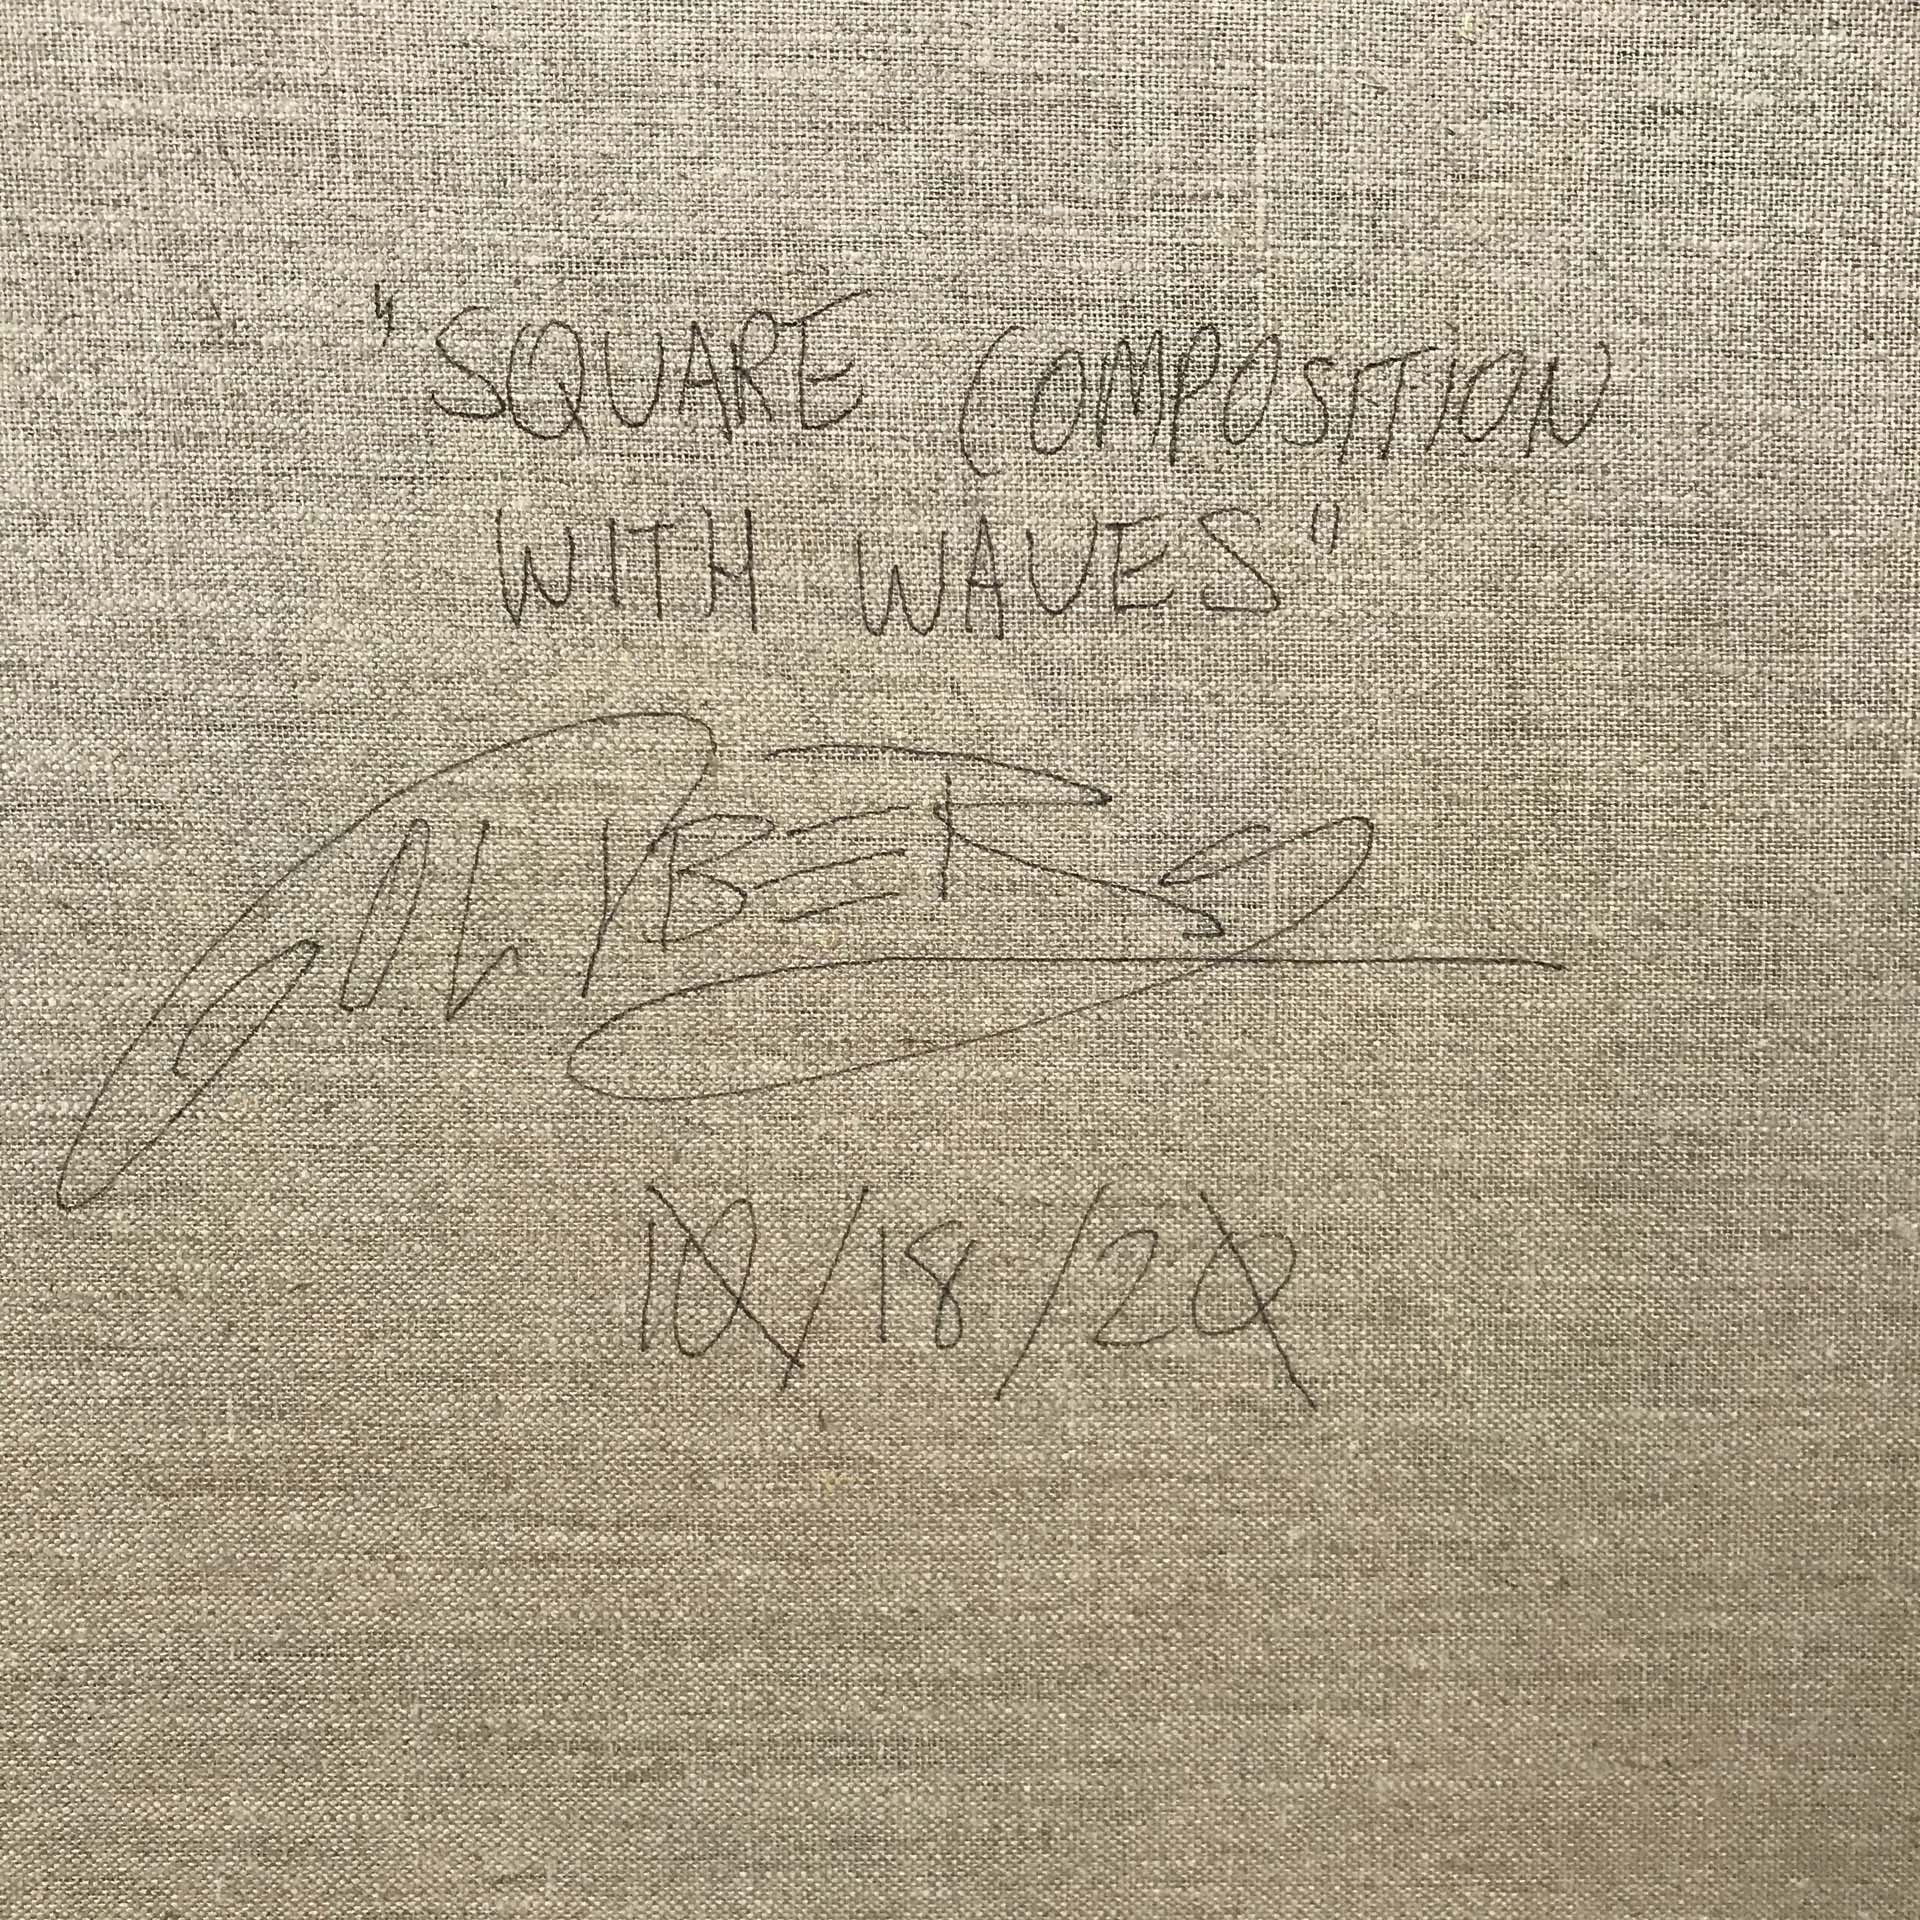 "SQUARE COMPOSITION
WITH WAVES"
10/18/20